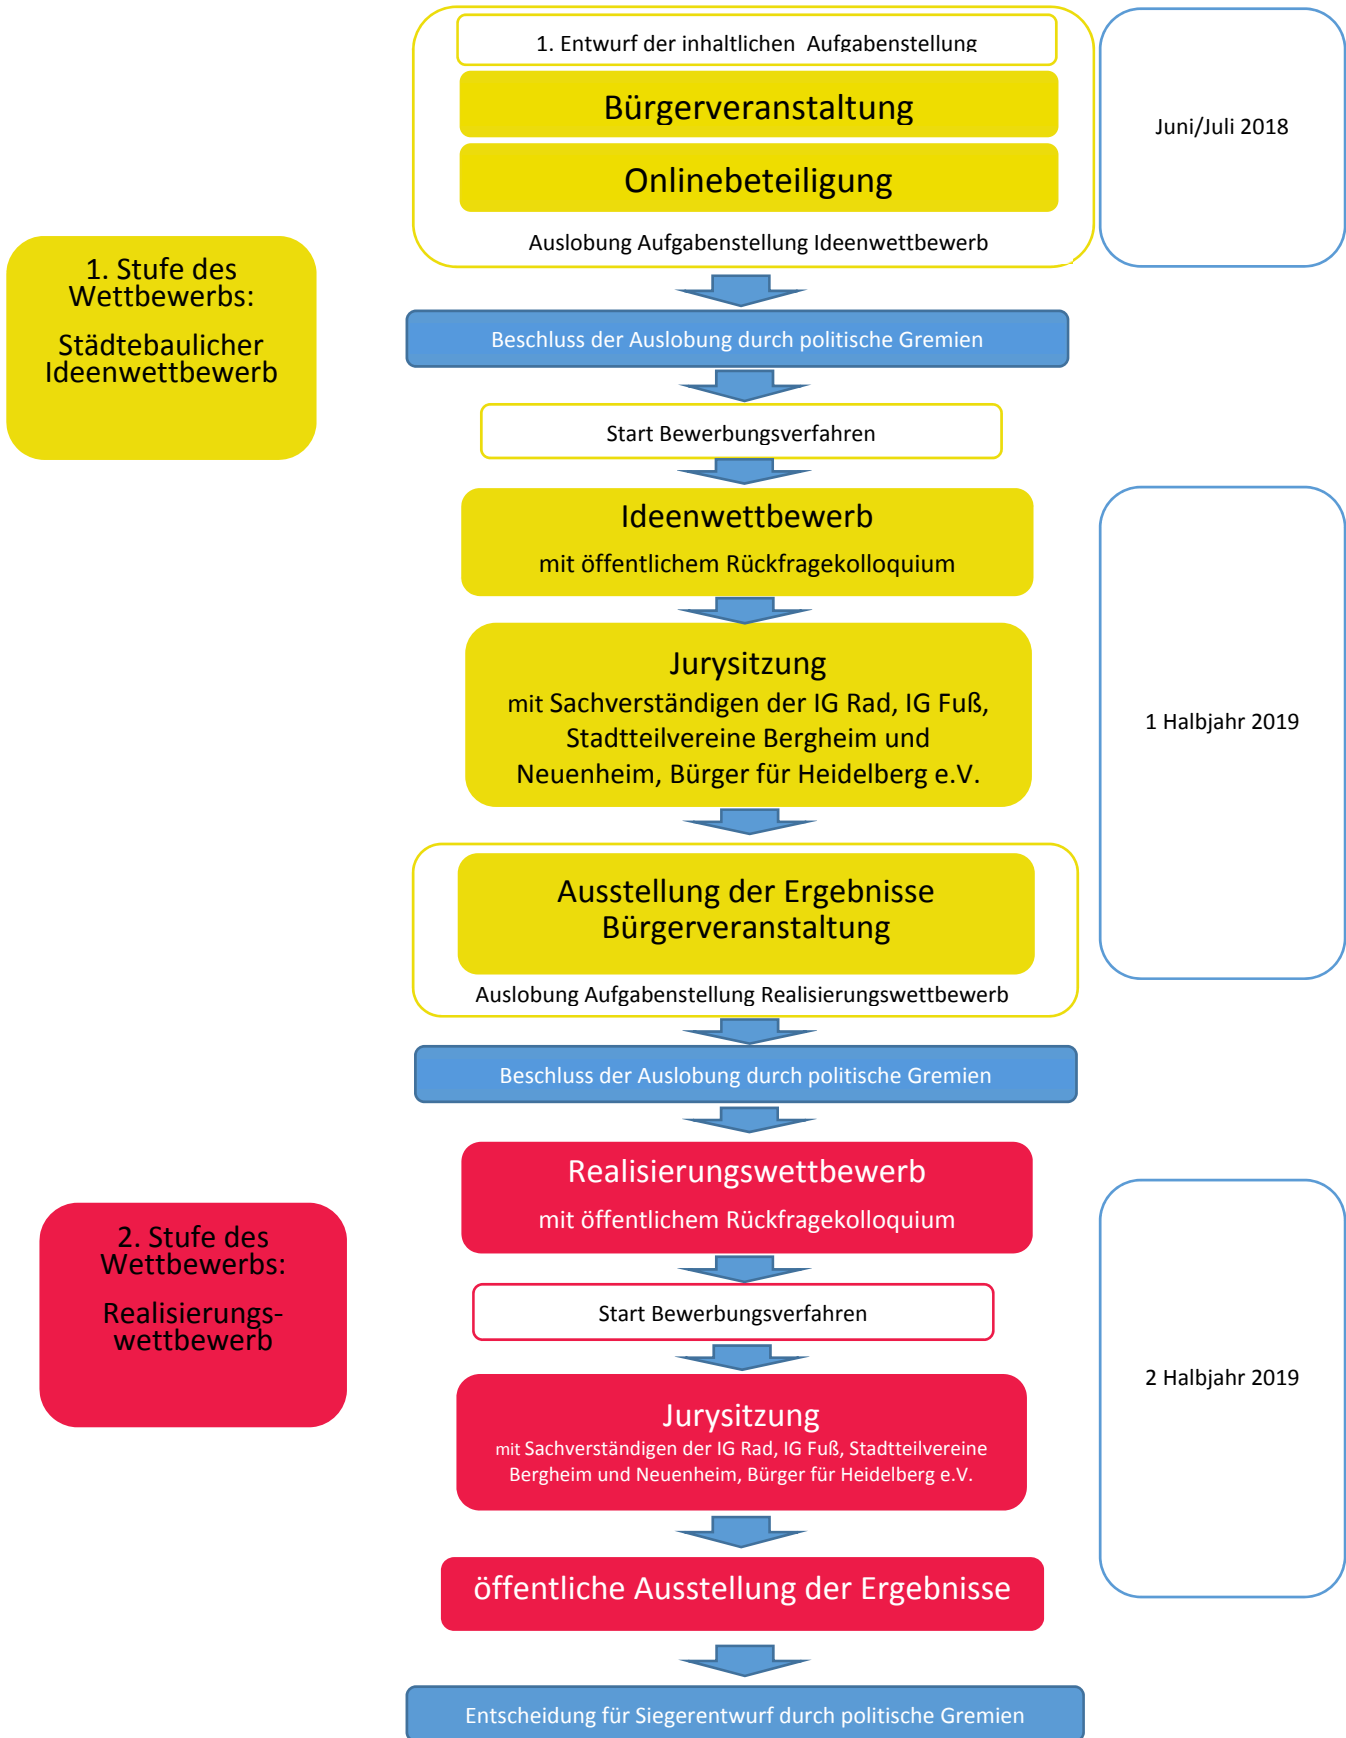 1. Entwurf der inhaltlichen Aufgabenstellung
Bürgerveranstaltung
Onlinebeteiligung
Auslobung Aufgabenstellung Ideenwettbewerb
Juni/Juli 2018
1. Stufe des
Wettbewerbs:
Städtebaulicher
Ideenwettbewerb
Beschluss der Auslobung durch politische Gremien
Start Bewerbungsverfahren
Ideenwettbewerb
mit öffentlichem Rückfragekolloquium
Jurysitzung
mit Sachverständigen der IG Rad, IG Fuß,
Stadtteilvereine Bergheim und
Neuenheim, Bürger für Heidelberg e.V.
1 Halbjahr 2019
Ausstellung der Ergebnisse
Bürgerveranstaltung
Auslobung Aufgabenstellung Realisierungswettbewerb
Beschluss der Auslobung durch politische Gremien
Realisierungswettbewerb
mit öffentlichem Rückfragekolloquium
2. Stufe des
Wettbewerbs:
Realisierungs-
wettbewerb
Start Bewerbungsverfahren
2 Halbjahr 2019
Jurysitzung
mit Sachverständigen der IG Rad, IG Fuß, Stadtteilvereine
Bergheim und Neuenheim, Bürger für Heidelberg e.V.
öffentliche Ausstellung der Ergebnisse
Entscheidung für Siegerentwurf durch politische Gremien